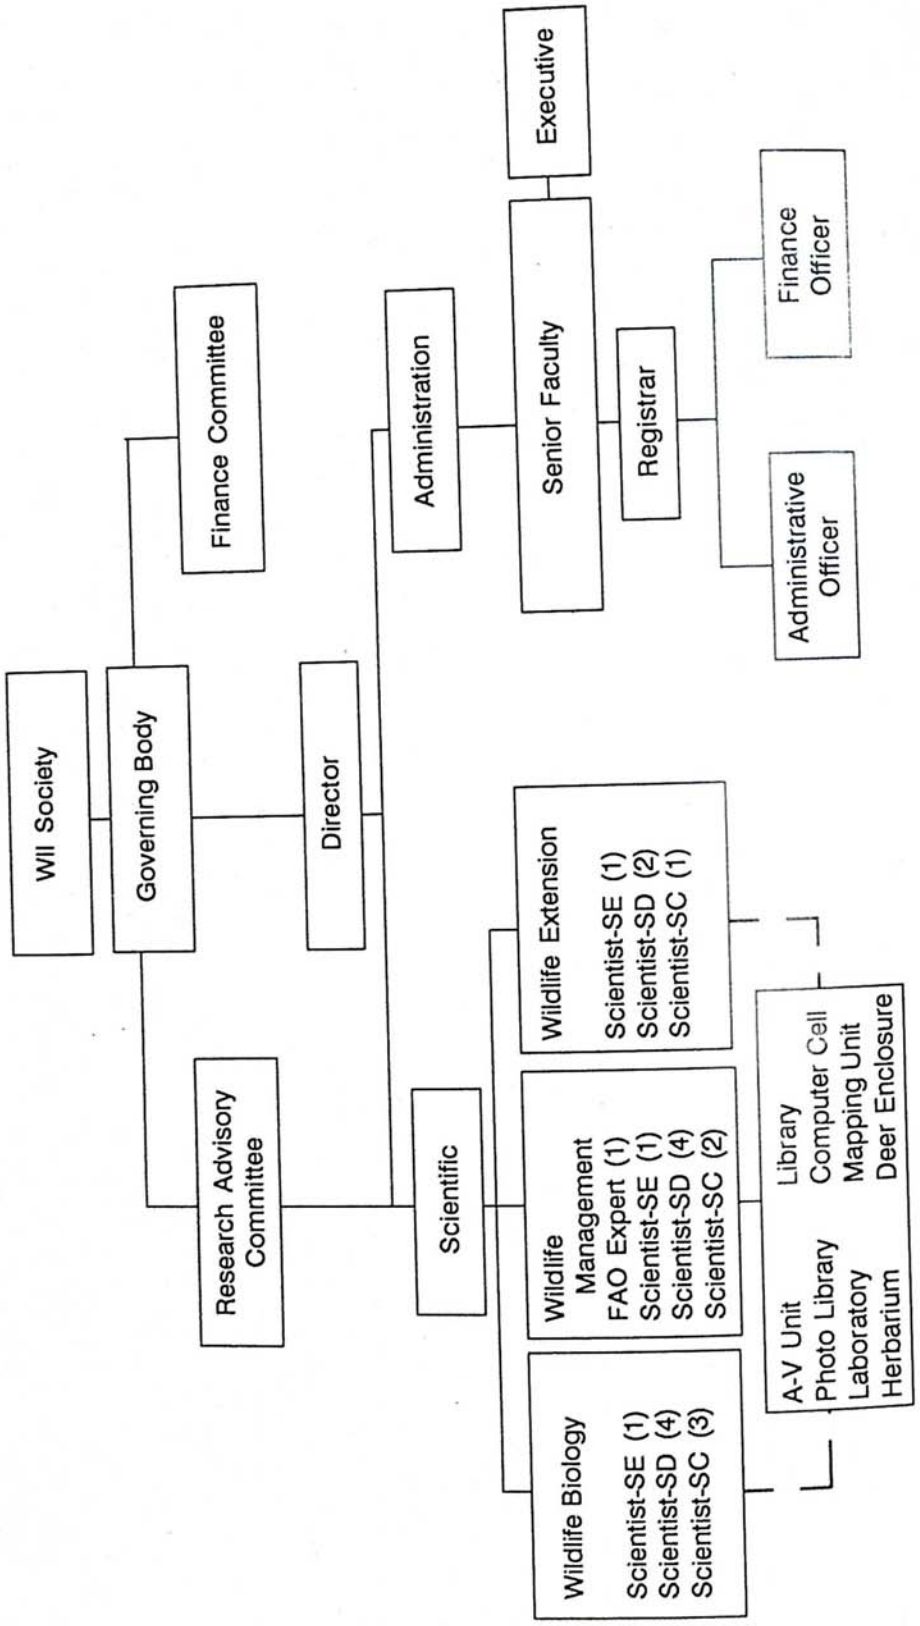 WII Society
Governing Body
Research Advisory
Committee
Finance Committee
Director
Scientific
Administration
Wildlife Biology
Scientist-SE (1)
Scientist-SD (4)
Scientist-SC (3)
Wildlife
Management
FAO Expert (1)
Scientist-SE (1)
Scientist-SD (4)
Scientist-SC (2)
Wildlife Extension
Scientist-SE (1)
Scientist-SD (2)
Scientist-SC (1)
Senior Faculty
Executive
Registrar
A-V Unit
Photo Library
Laboratory
Herbarium
Library
Computer Cell
Mapping Unit
Deer Enclosure
Administrative
Officer
Finance
Officer